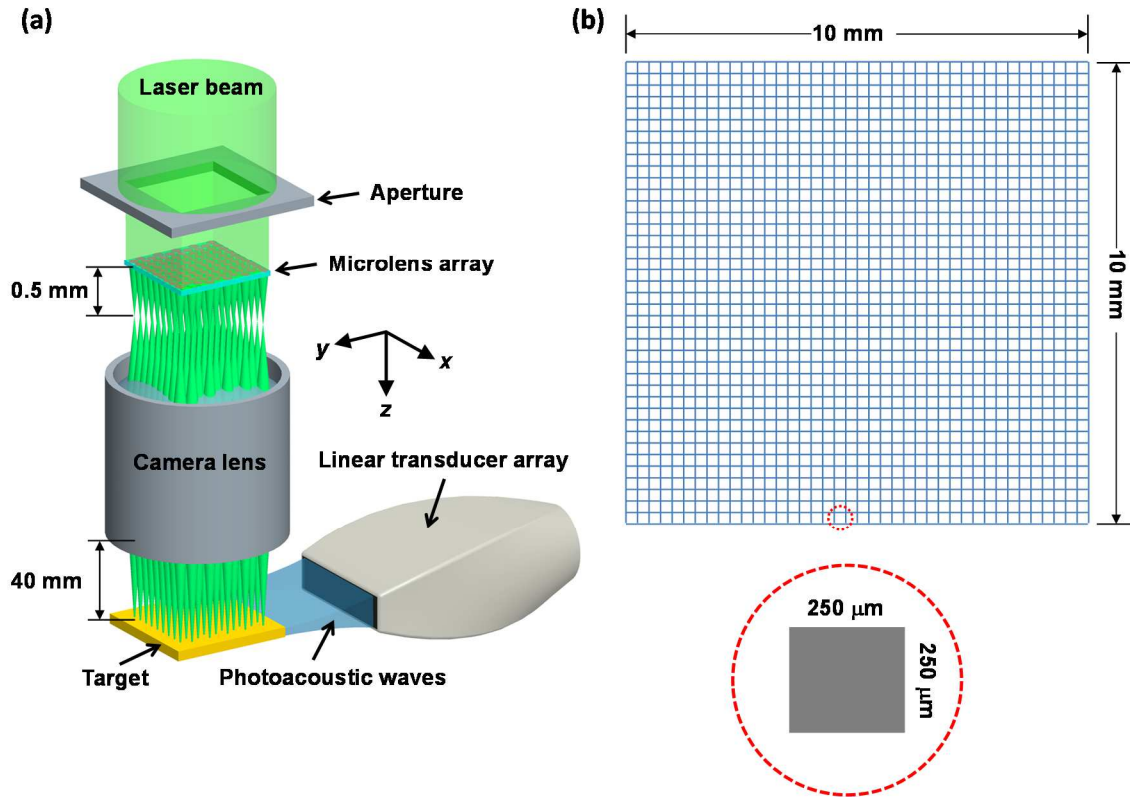 (a)
Laser beam
Aperture
Microlens array
0.5 mm
y
x
z
Camera lens
Linear transducer array
40 mm
Target
Photoacoustic waves
(b)
10 mm
10 mm
250 μm
250 μm